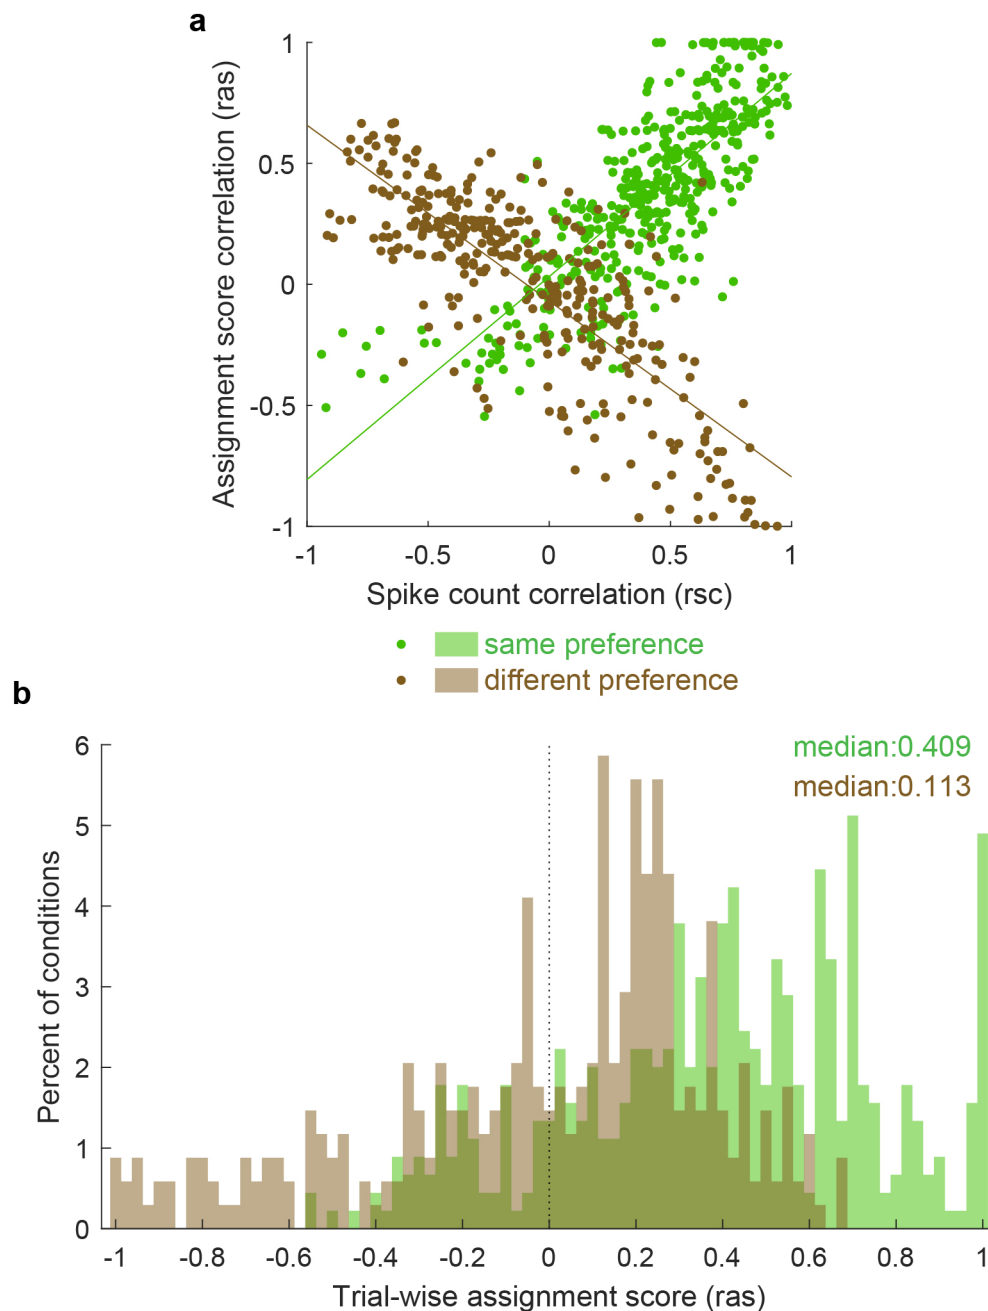 a
Assignment score correlation (ras)
1
0.5
0
-0.5
-1
-1 -0.5 0 0.5 1
Spike count correlation (rsc)
same preference
different preference
b
median:0.409
median:0.113
Percent of conditions
6
5
4
3
2
1
0
-1 -0.8 -0.6 -0.4 -0.2 0 0.2 0.4 0.6 0.8 1
Trial-wise assignment score (ras)